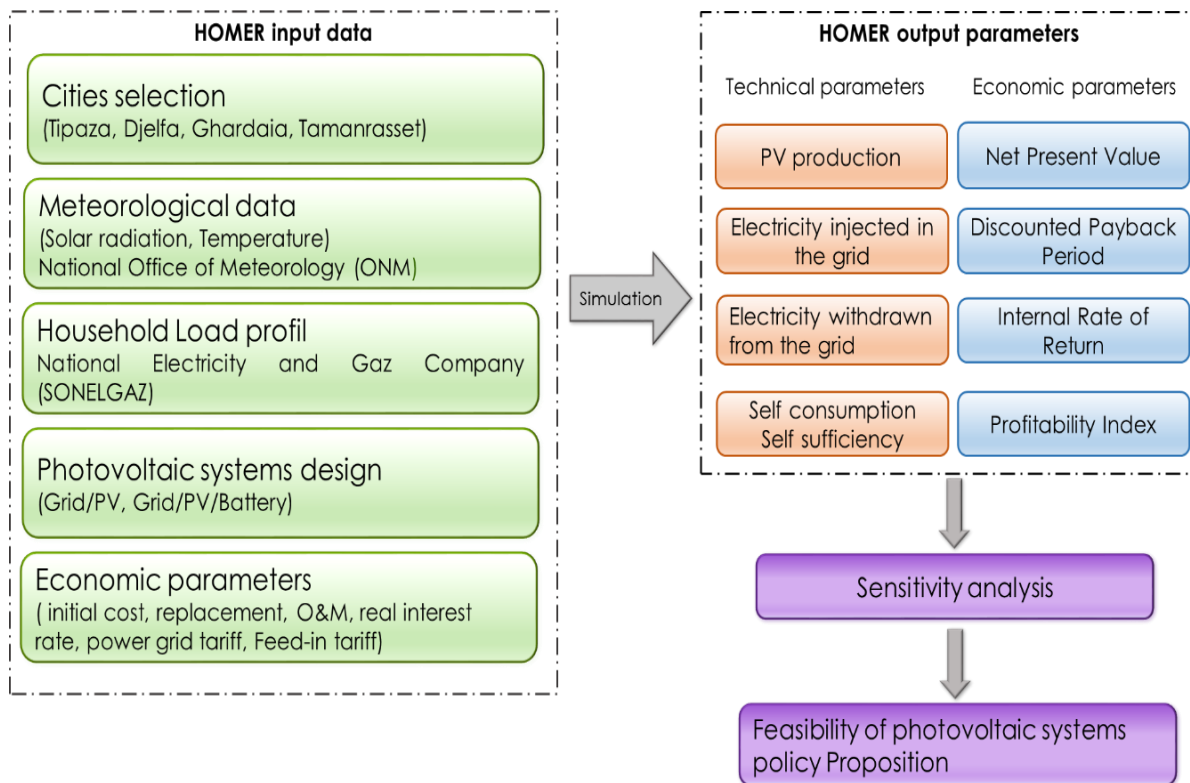 HOMER input data
Cities selection
(Tipaza, Djelfa, Ghardaia, Tamanrasset)
Meteorological data
(Solar radiation, Temperature)
National Office of Meteorology (ONM)
Household Load profil
National Electricity and Gaz Company
(SONELGAZ)
Photovoltaic systems design
(Grid/PV, Grid/PV/Battery)
Economic parameters
( initial cost, replacement, O&M, real interest
rate, power grid tariff, Feed-in tariff)
Simulation
HOMER output parameters
Technical parameters
Economic parameters
PV production
Net Present Value
Electricity injected in
the grid
Discounted Payback
Period
Electricity withdrawn
from the grid
Internal Rate of
Return
Self consumption
Self sufficiency
Profitability Index
Sensitivity analysis
Feasibility of photovoltaic systems
policy Proposition